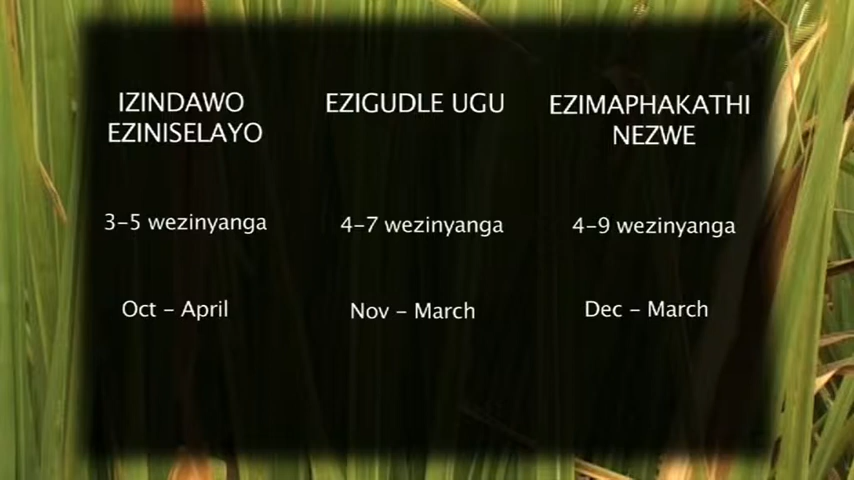 IZINDAWO
EZINISELAYO
3-5 wezinyanga
Oct - April
EZIGUDLE UGU
4-7 wezinyanga
Nov - March
EZIMAPHAKATHI
NEZWE
4-9 wezinyanga
Dec - March